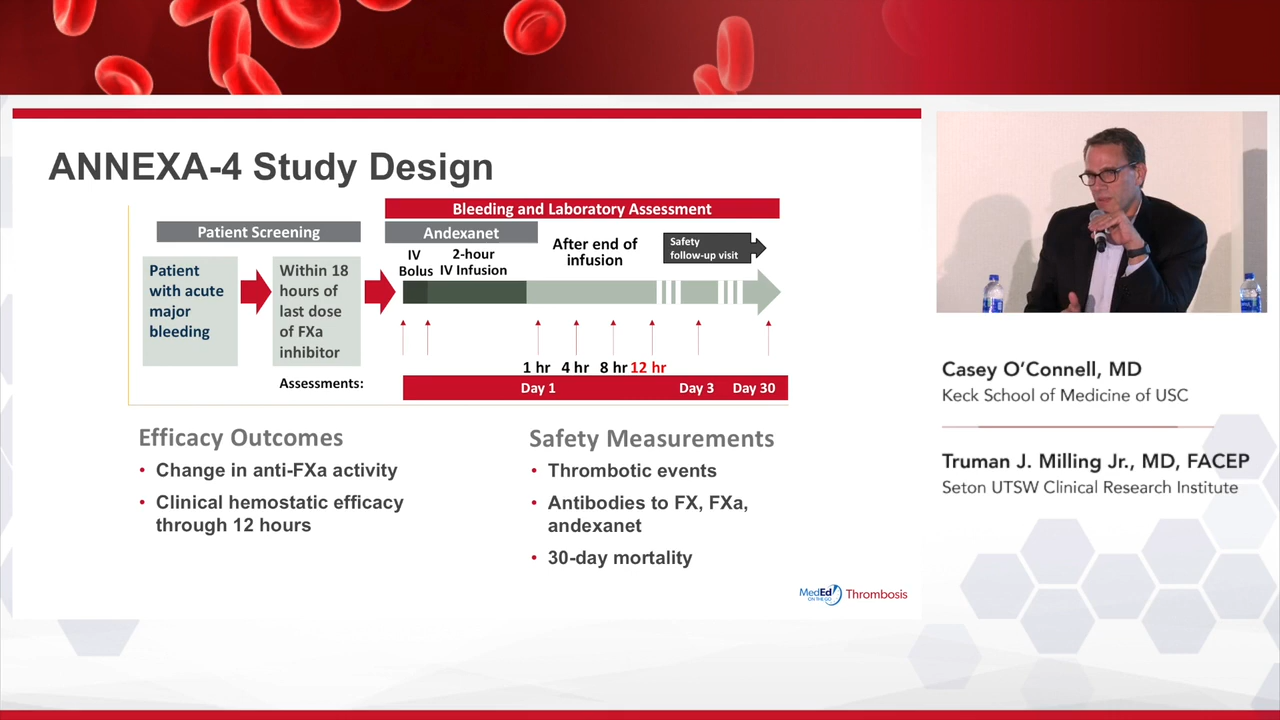 ANNEXA-4 Study Design
Bleeding and Laboratory Assessment
Patient Screening
Andexanet
Patient
with acute
major
bleeding
Within 18
hours of
last dose
of FXa
inhibitor
IV
Bolus
2-hour
IV Infusion
After end of
infusion
Safety
follow-up visit
1 hr 4 hr 8 hr 12 hr
Assessments:
Day 1 Day 3 Day 30
Efficacy Outcomes
• Change in anti-FXa activity
• Clinical hemostatic efficacy
through 12 hours
Safety Measurements
• Thrombotic events
• Antibodies to FX, FXa,
andexanet
• 30-day mortality
MedEd
ON THE GO
Thrombosis
Casey O’Connell, MD
Keck School of Medicine of USC
Truman J. Milling Jr., MD, FACEP
Seton UTSW Clinical Research Institute